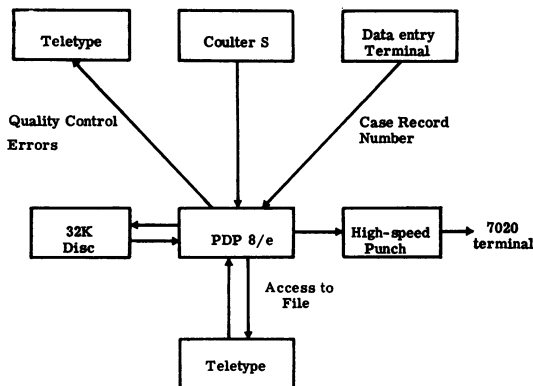 Teletype
Coulter S
Data entry
Terminal
Quality Control
Errors
Case Record
Number
32K
Disc
PDP 8/e
High-speed
Punch
7020
terminal
Access to
File
Teletype